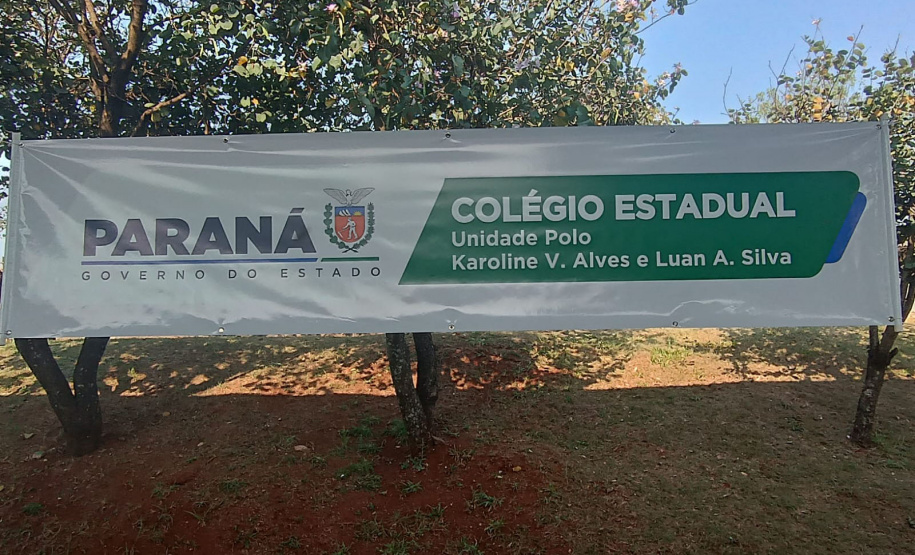 PARANÁ
GOVERNO DO ESTADO
COLÉGIO ESTADUAL
Unidade Polo
Karoline V. Alves e Luan A. Silva